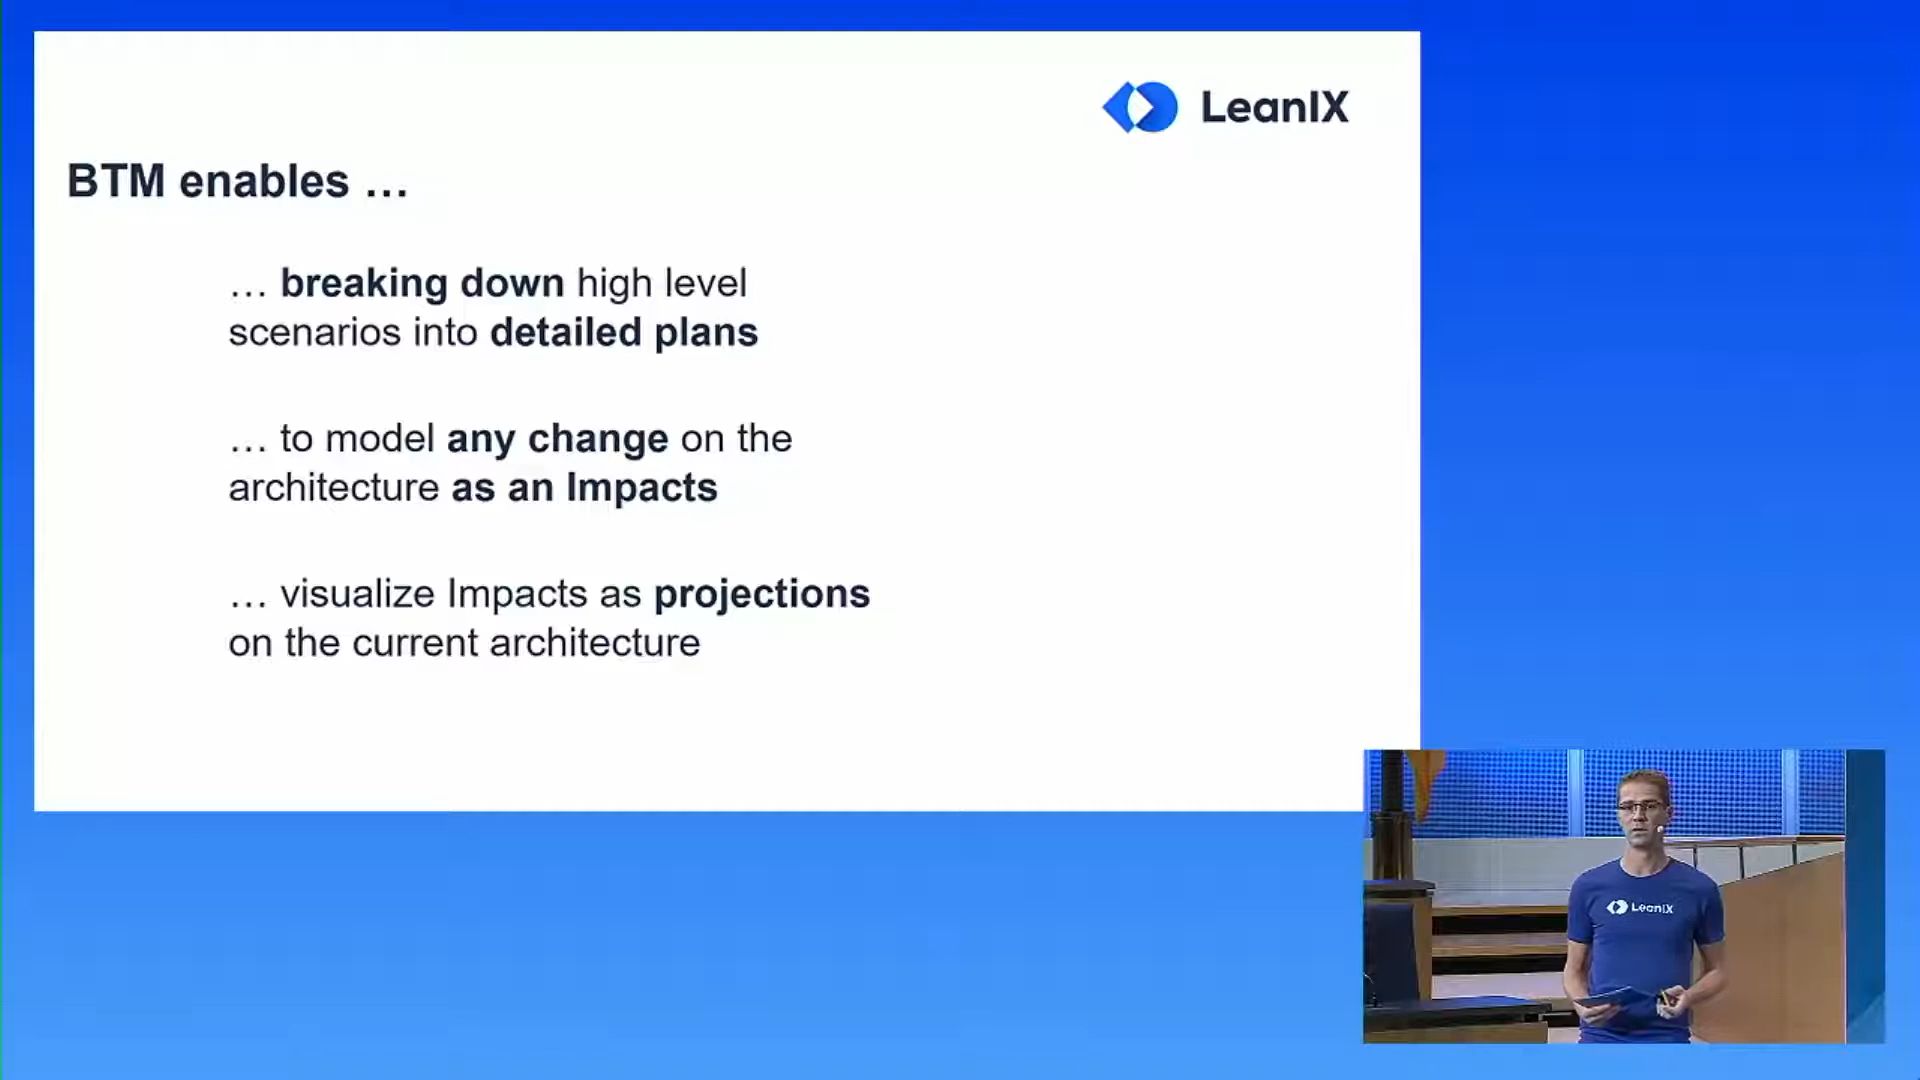 LeanIX
BTM enables …
… breaking down high level
scenarios into detailed plans
… to model any change on the
architecture as an Impacts
… visualize Impacts as projections
on the current architecture
LeanIX